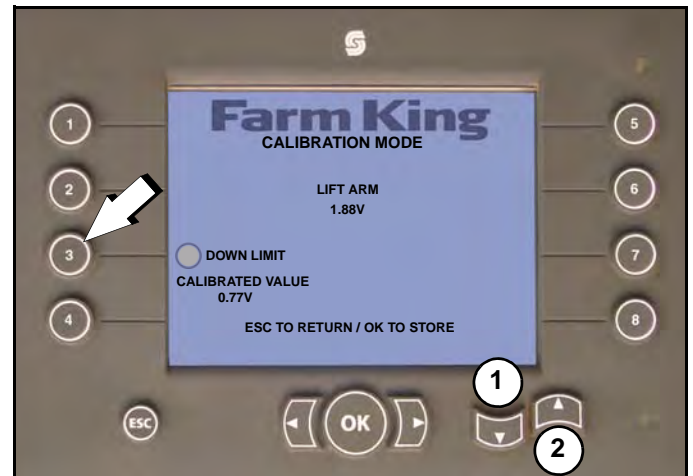 Farm King
CALIBRATION MODE
1
5
LIFT ARM
1.88V
2
6
3
DOWN LIMIT
7
CALIBRATED VALUE
0.77V
4
8
ESC TO RETURN / OK TO STORE
1
ESC
OK
2